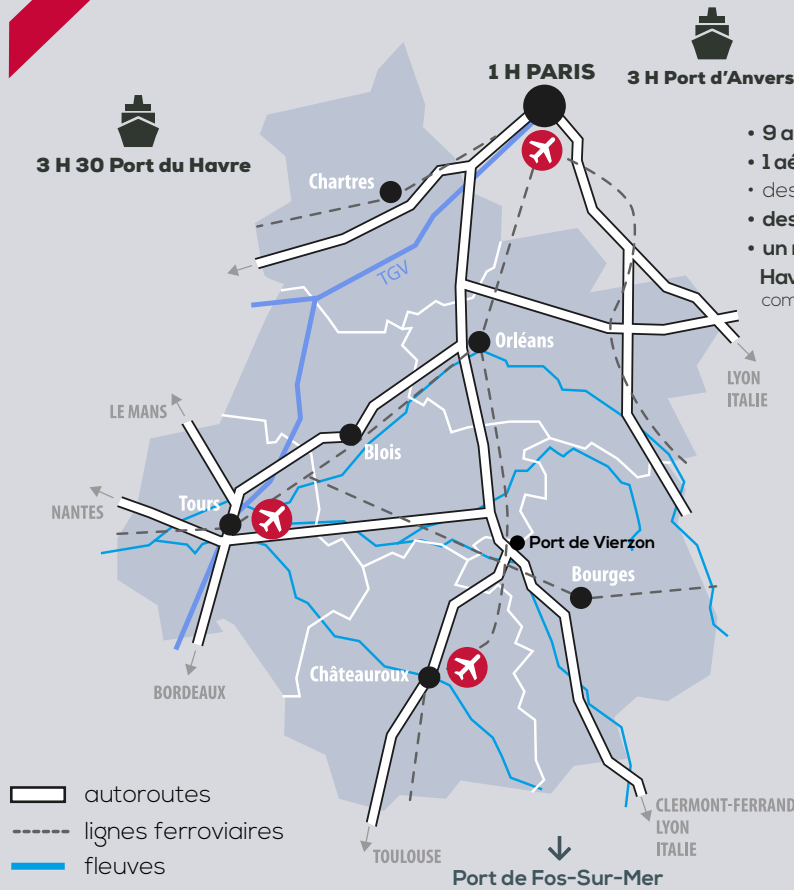 1 H PARIS
3 H Port d'Anvers
3 H 30 Port du Havre
• 9 a
• 1 aé
• des
• des
• un r
Hav
com
Chartres
TGV
Orléans
LYON
ITALIE
LE MANS
Blois
Tours
NANTES
Port de Vierzon
Bourges
Châteauroux
BORDEAUX
autoroutes
lignes ferroviaires
fleuves
CLERMONT-FERRAND
LYON
ITALIE
TOULOUSE
Port de Fos-Sur-Mer